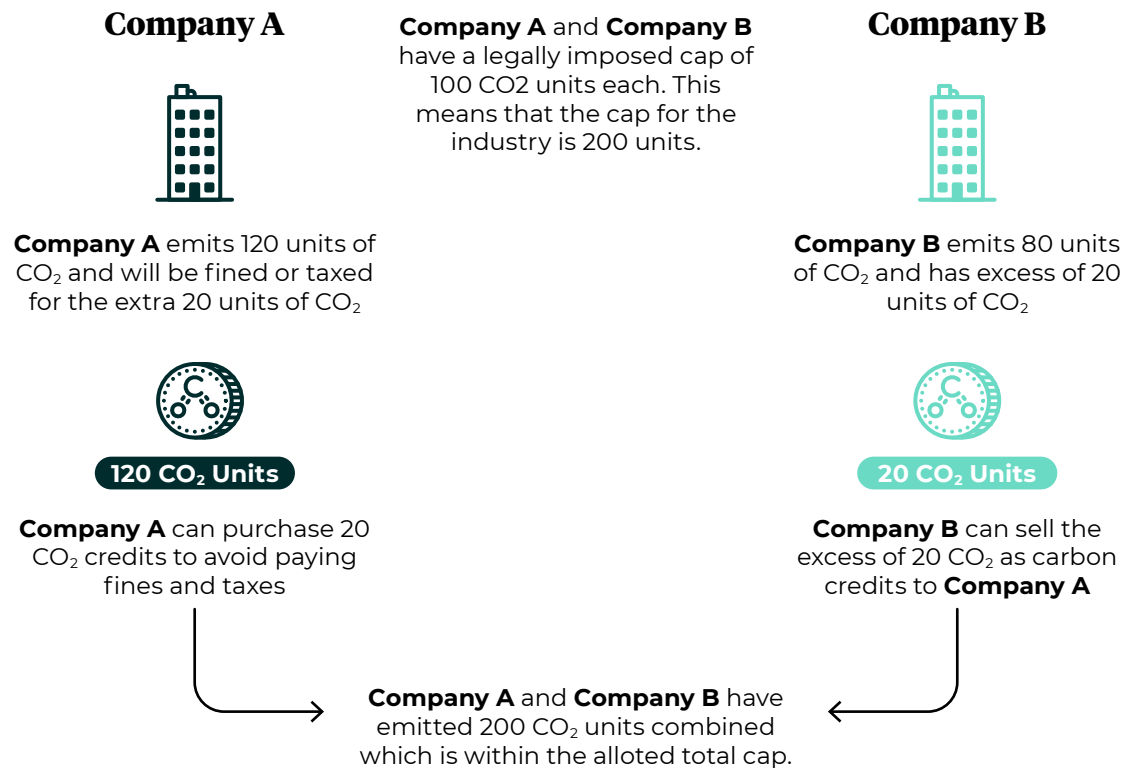 Company A
Company A and Company B
have a legally imposed cap of
100 CO2 units each. This
means that the cap for the
industry is 200 units.
Company B
Company A emits 120 units of
CO₂ and will be fined or taxed
for the extra 20 units of CO₂
Company B emits 80 units
of CO₂ and has excess of 20
units of CO₂
C
C
120 CO₂ Units
20 CO₂ Units
Company A can purchase 20
CO₂ credits to avoid paying
fines and taxes
Company B can sell the
excess of 20 CO₂ as carbon
credits to Company A
Company A and Company B have
emitted 200 CO₂ units combined
which is within the alloted total cap.